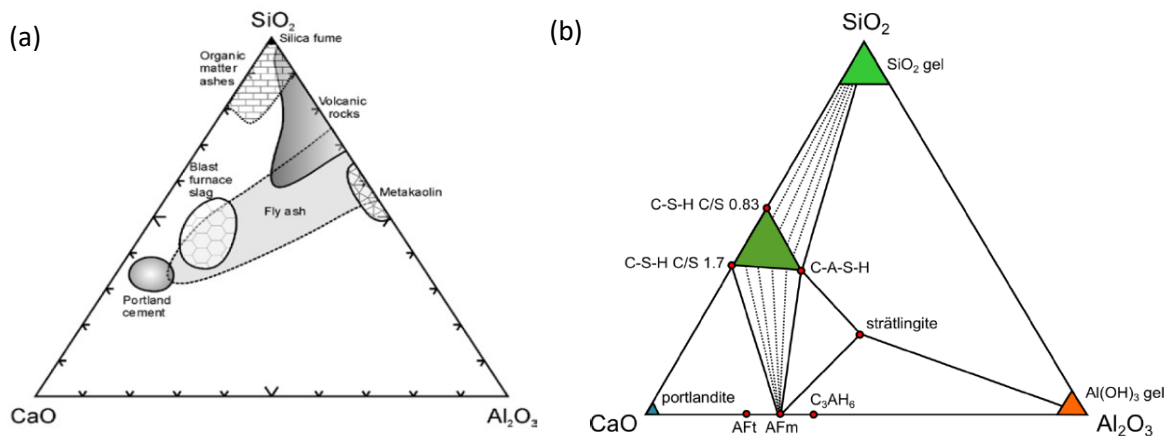 (a)
SiO₂
Silica fume
Organic
matter
ashes
Volcanic
rocks
Blast
furnace
slag
Metakaolin
Fly ash
Portland
cement
CaO
Al₂O₃
(b)
SiO₂
SiO₂ gel
C-S-H C/S 0.83
C-S-H C/S 1.7
C-A-S-H
strätlingite
portlandite
C₃AH₆
Al(OH)₃ gel
CaO
AFt
AFm
Al₂O₃